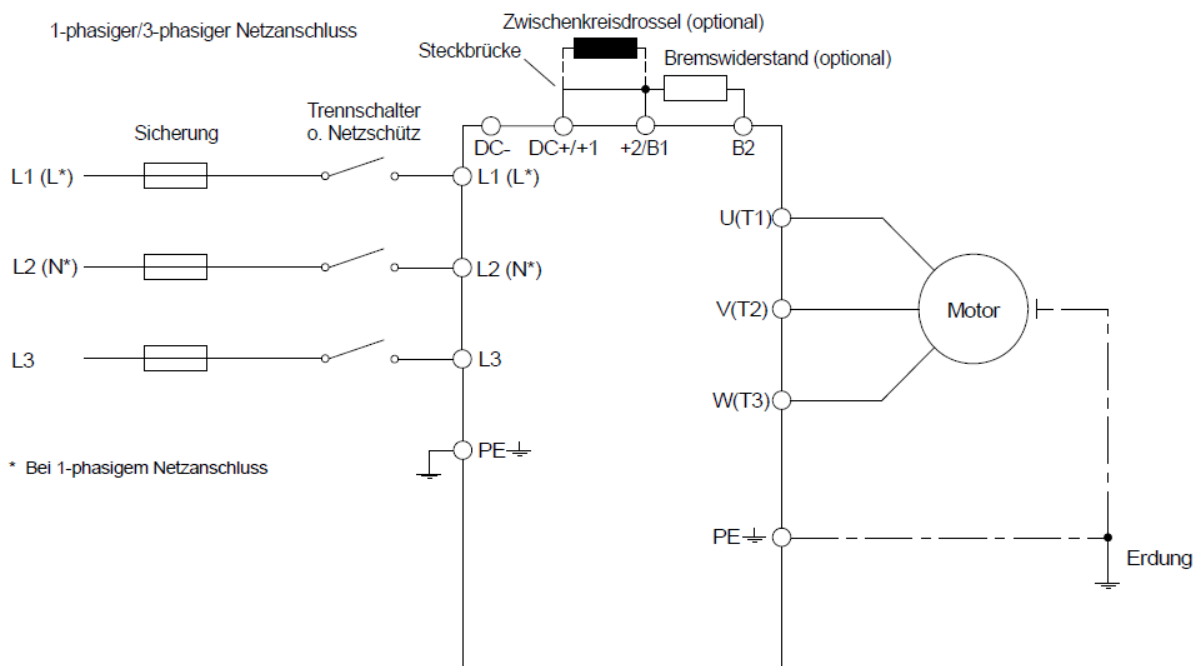 Zwischenkreisdrossel (optional)
1-phasiger/3-phasiger Netzanschluss
Steckbrücke
Bremswiderstand (optional)
Trennschalter
o. Netzschütz
Sicherung
DC-
DC+/+1
+2/B1
B2
L1 (L*)
L1 (L*)
U(T1)
L2 (N*)
L2 (N*)
V(T2)
Motor
L3
L3
W(T3)
PE
* Bei 1-phasigem Netzanschluss
PE
Erdung